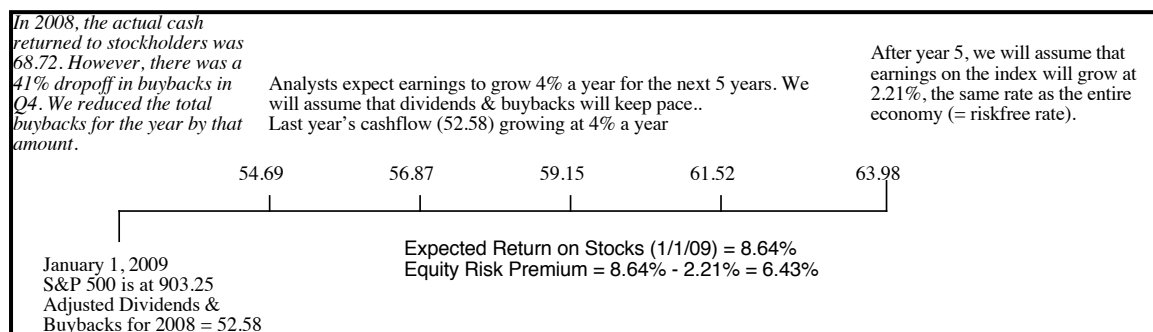 In 2008, the actual cash
returned to stockholders was
68.72. However, there was a
41% dropoff in buybacks in
Q4. We reduced the total
buybacks for the year by that
amount.
Analysts expect earnings to grow 4% a year for the next 5 years. We
will assume that dividends & buybacks will keep pace..
Last year's cashflow (52.58) growing at 4% a year
After year 5, we will assume that
earnings on the index will grow at
2.21%, the same rate as the entire
economy (= riskfree rate).
54.69 56.87 59.15 61.52 63.98
January 1, 2009
S&P 500 is at 903.25
Adjusted Dividends &
Buybacks for 2008 = 52.58
Expected Return on Stocks (1/1/09) = 8.64%
Equity Risk Premium = 8.64% - 2.21% = 6.43%